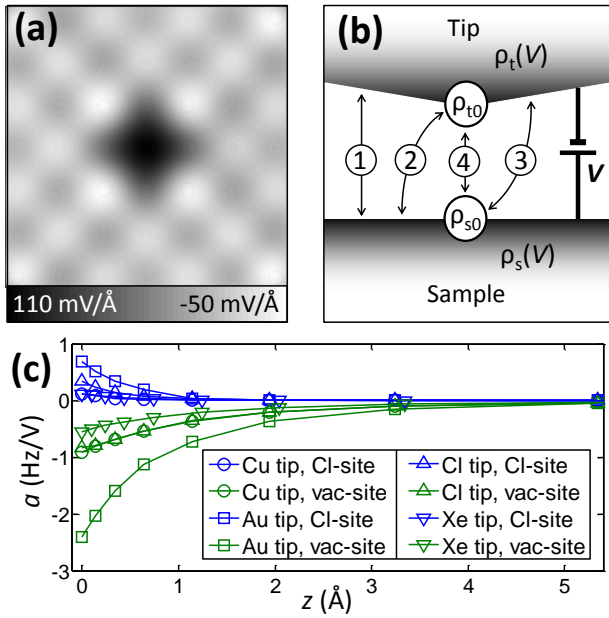 (a)
110 mV/Å -50 mV/Å
(b)
Tip
ρt(V)
ρt0
1 2 4 3
V
ρs0
ρs(V)
Sample
(c)
1
0
-1
-2
-3
a (Hz/V)
Cu tip, Cl-site Cl tip, Cl-site
Cu tip, vac-site Cl tip, vac-site
Au tip, Cl-site Xe tip, Cl-site
Au tip, vac-site Xe tip, vac-site
0 1 2 3 4 5
z (Å)